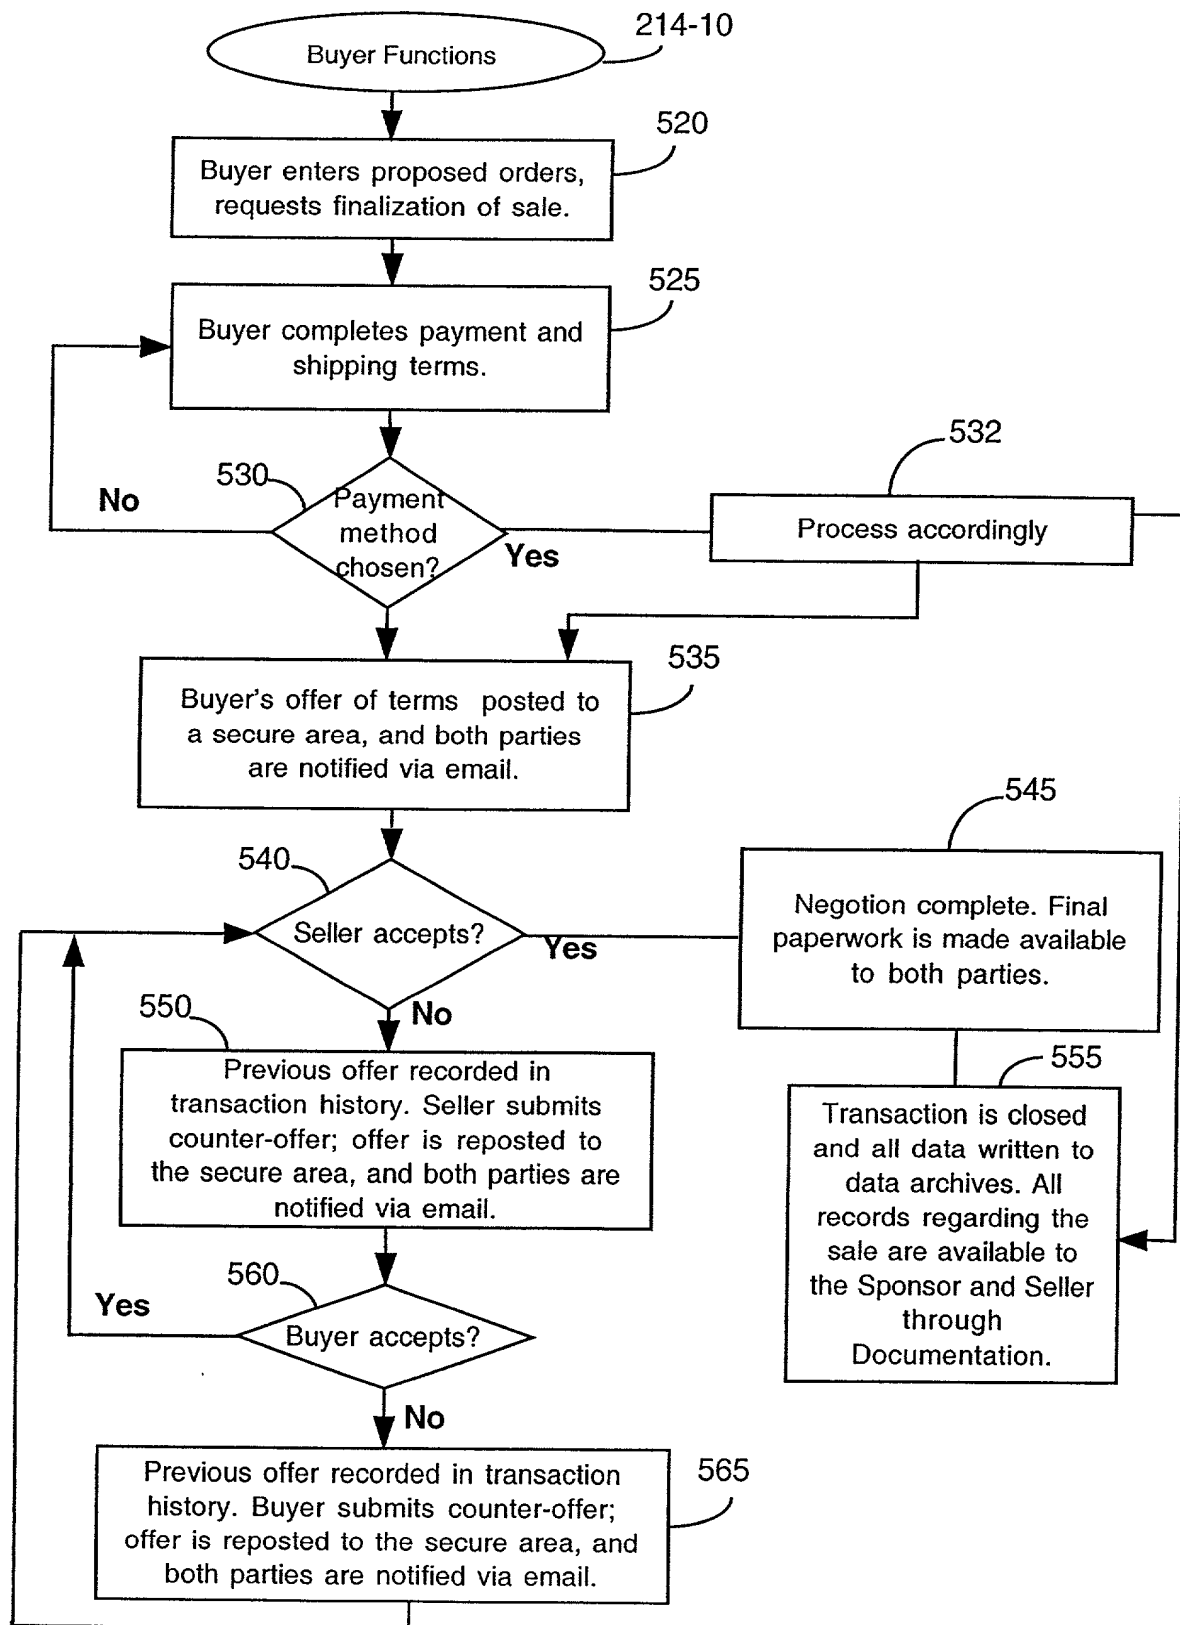 214-10
Buyer Functions
520
Buyer enters proposed orders,
requests finalization of sale.
525
Buyer completes payment and
shipping terms.
532
530
No
Payment
method
chosen?
Yes
Process accordingly
535
Buyer's offer of terms posted to
a secure area, and both parties
are notified via email.
545
540
Seller accepts?
Yes
Negotion complete. Final
paperwork is made available
to both parties.
No
550
Previous offer recorded in
transaction history. Seller submits
counter-offer; offer is reposted to
the secure area, and both parties are
notified via email.
555
Transaction is closed
and all data written to
data archives. All
records regarding the
sale are available to
the Sponsor and Seller
through
Documentation.
560
Yes
Buyer accepts?
No
565
Previous offer recorded in transaction
history. Buyer submits counter-offer;
offer is reposted to the secure area, and
both parties are notified via email.